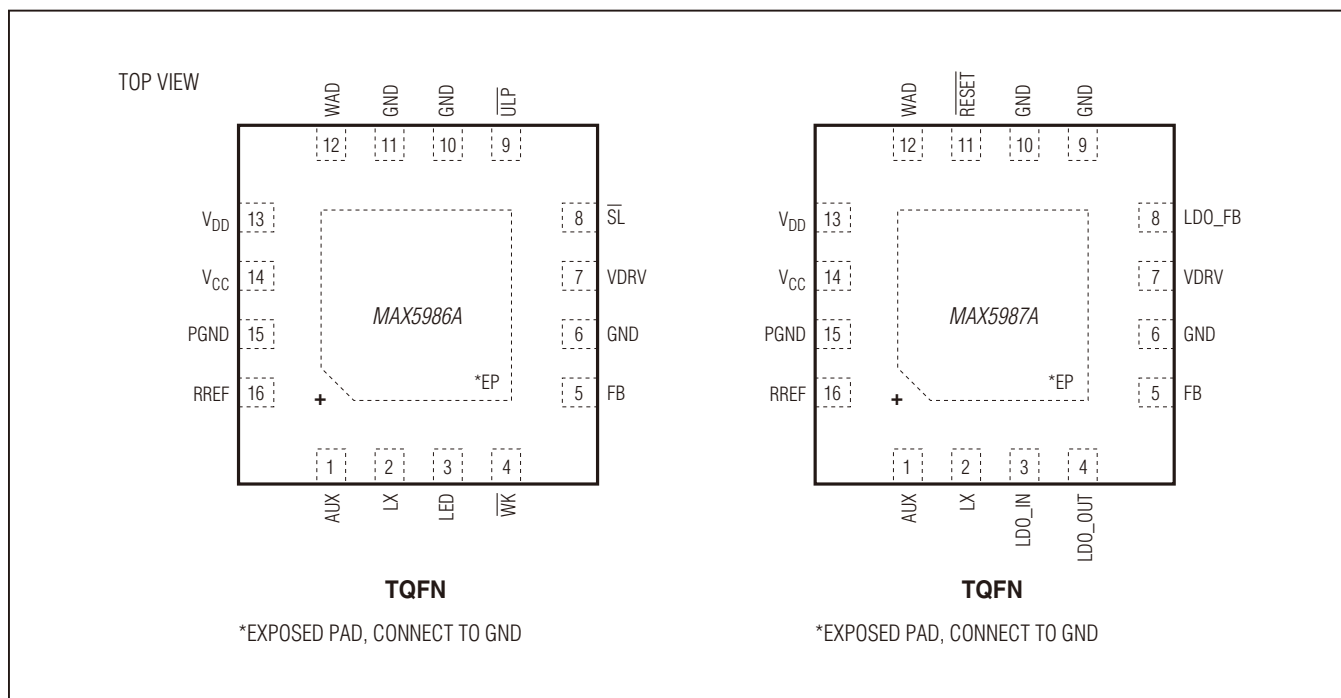 TOP VIEW
WAD GND GND U̅L̅P̅
12 11 10 9
V_DD 13
V_CC 14
PGND 15
RREF 16
MAX5986A
*EP
+
8 S̅L̅
7 VDRV
6 GND
5 FB
1 2 3 4
AUX LX LED W̅K̅
TQFN
*EXPOSED PAD, CONNECT TO GND
WAD R̅E̅S̅E̅T̅ GND GND
12 11 10 9
V_DD 13
V_CC 14
PGND 15
RREF 16
MAX5987A
*EP
+
8 LDO_FB
7 VDRV
6 GND
5 FB
1 2 3 4
AUX LX LDO_IN LDO_OUT
TQFN
*EXPOSED PAD, CONNECT TO GND